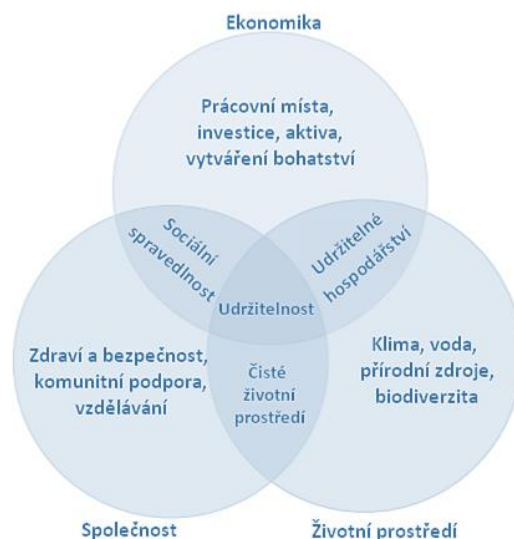 Ekonomika
Prácovní místa,
investice, aktiva,
vytváření bohatství
Sociální
spravedlnost
Udržitelné
hospodářství
Udržitelnost
Zdraví a bezpečnost,
komunitní podpora,
vzdělávání
Čisté
životní
prostředí
Klima, voda,
přírodní zdroje,
biodiverzita
Společnost
Životní prostředí